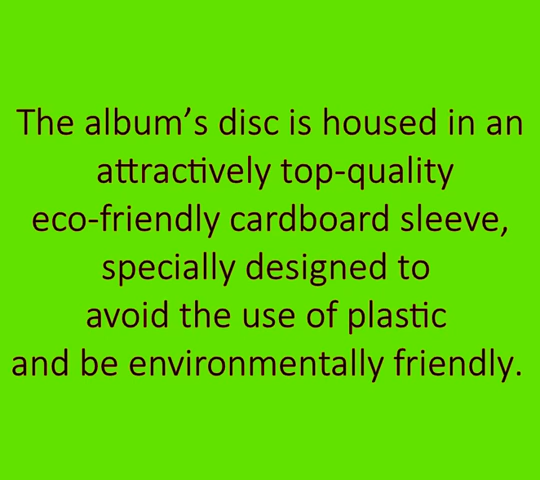 The album’s disc is housed in an
attractively top-quality
eco-friendly cardboard sleeve,
specially designed to
avoid the use of plastic
and be environmentally friendly.